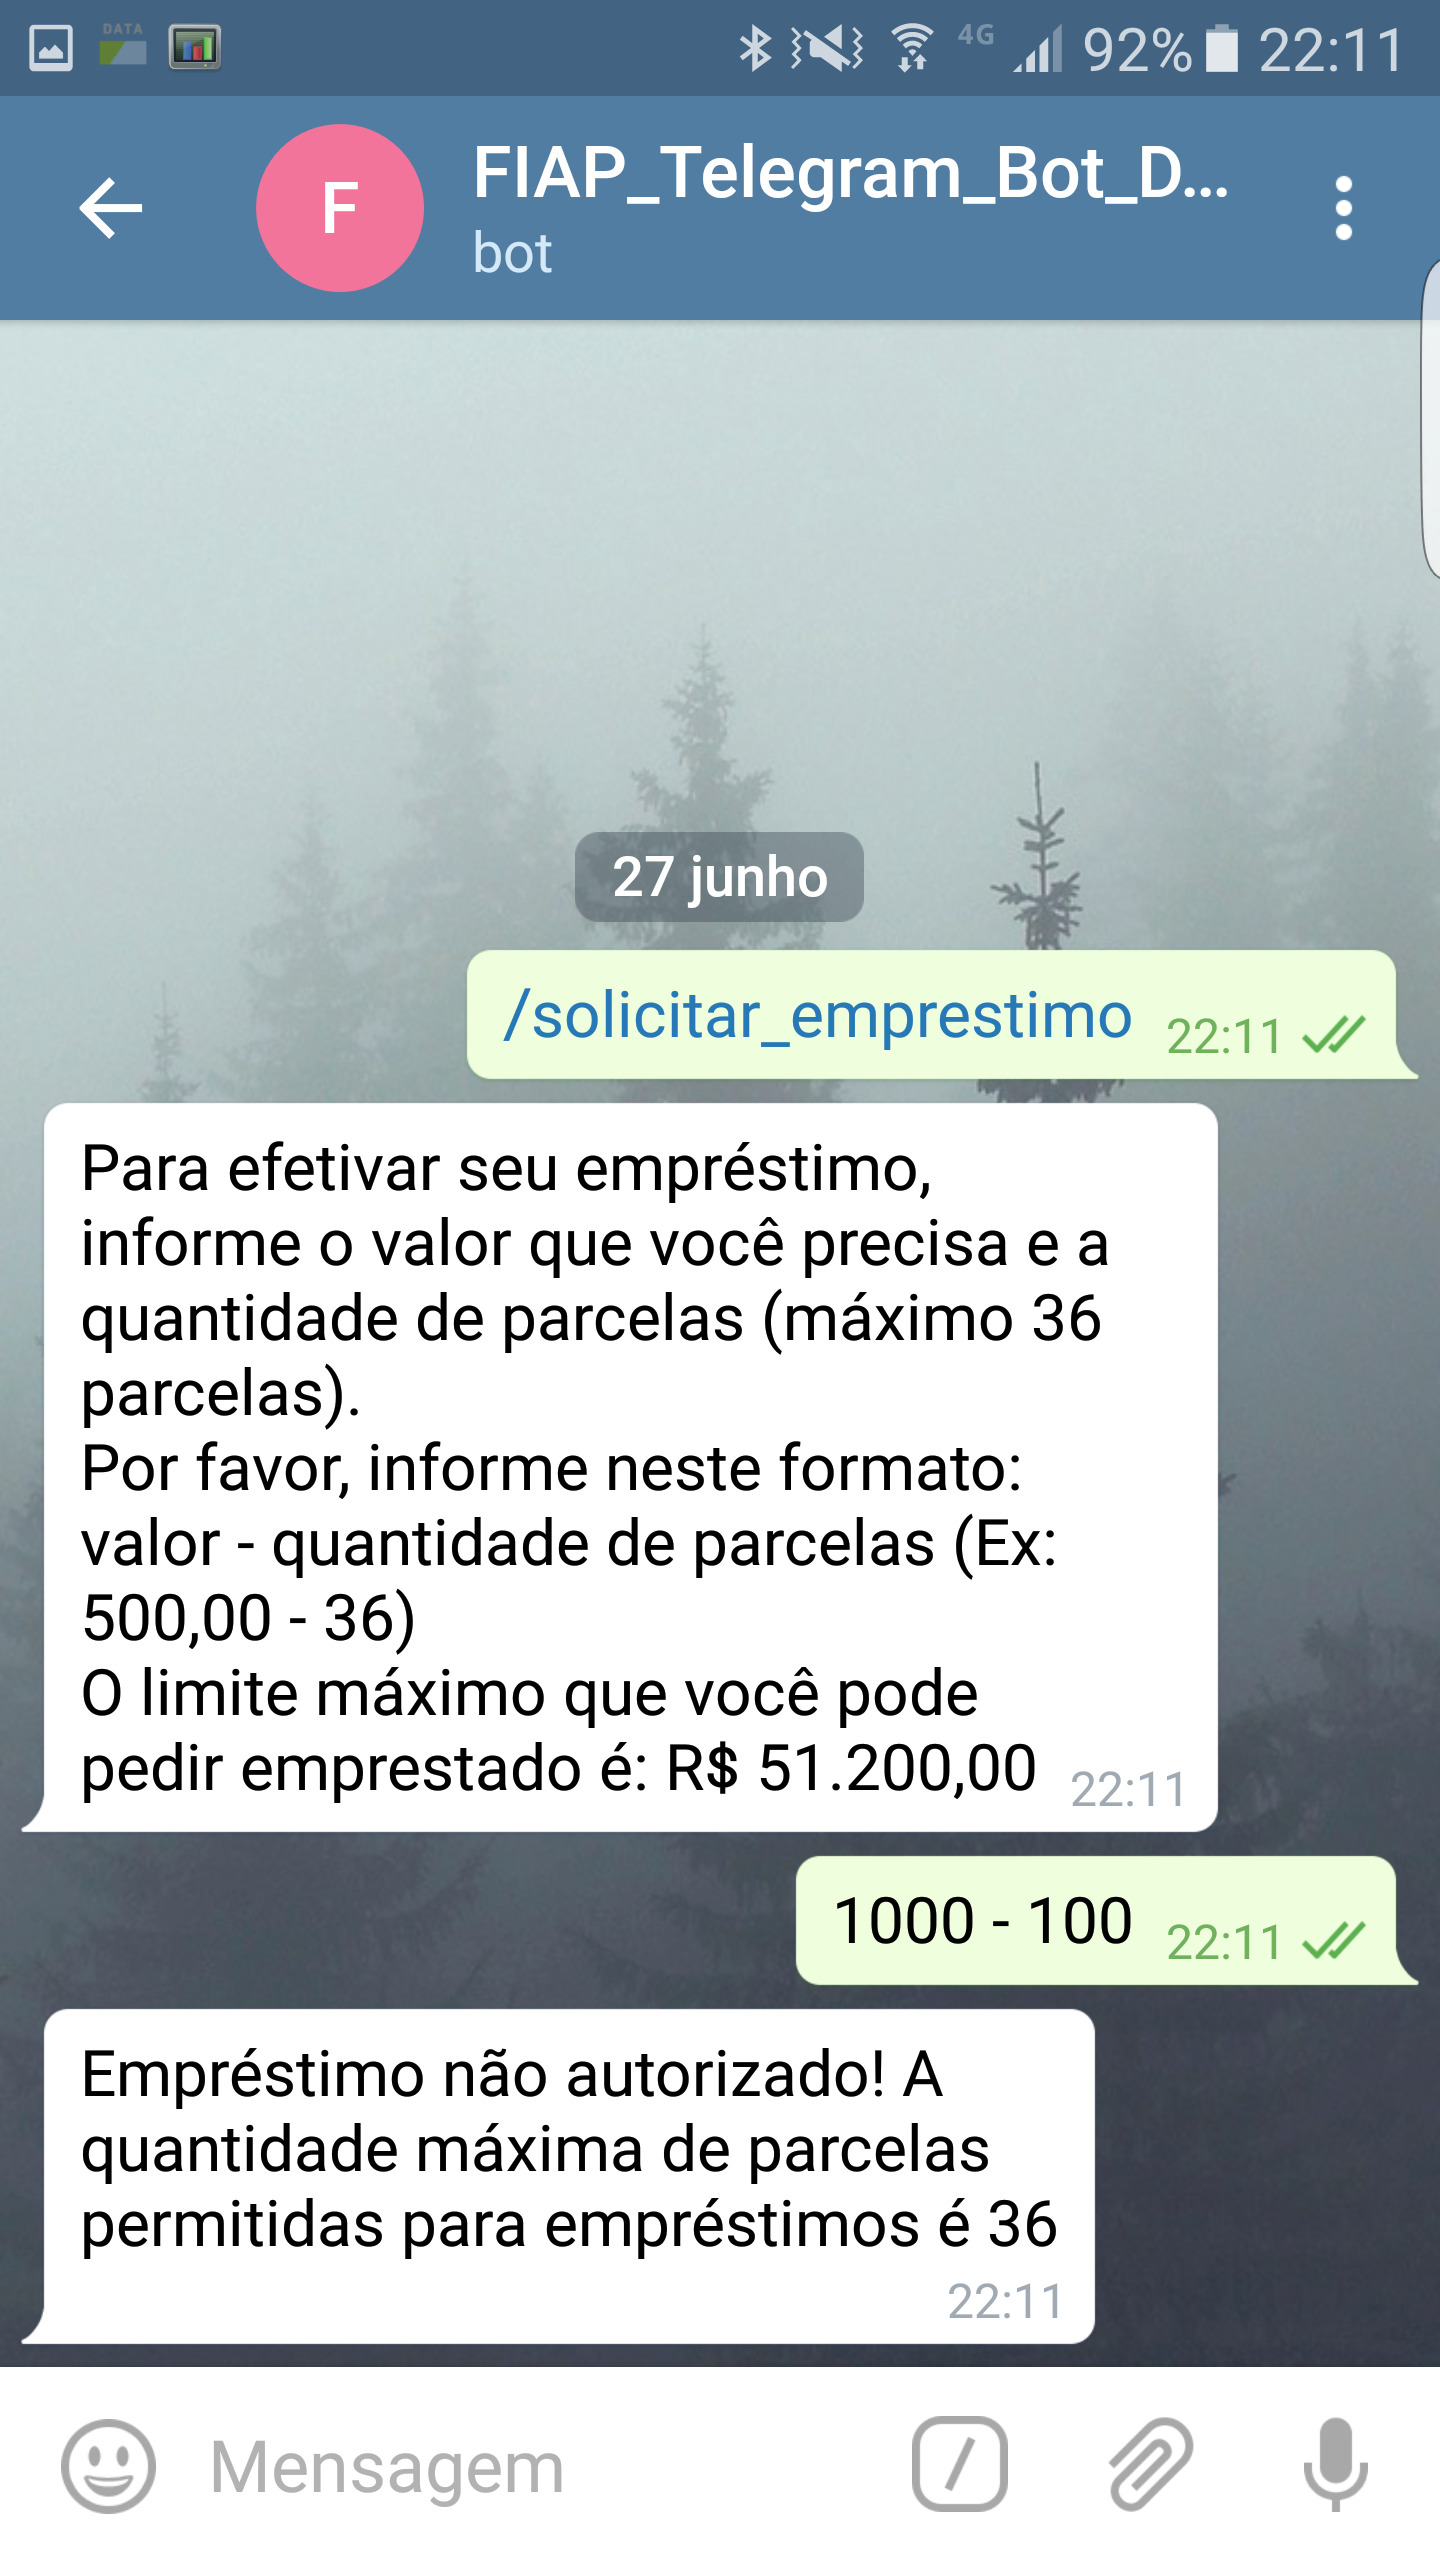 DATA
4G 92% 22:11
F
FIAP_Telegram_Bot_D...
bot
27 junho
/solicitar_emprestimo 22:11
Para efetivar seu empréstimo,
informe o valor que você precisa e a
quantidade de parcelas (máximo 36
parcelas).
Por favor, informe neste formato:
valor - quantidade de parcelas (Ex:
500,00 - 36)
O limite máximo que você pode
pedir emprestado é: R$ 51.200,00 22:11
1000 - 100 22:11
Empréstimo não autorizado! A
quantidade máxima de parcelas
permitidas para empréstimos é 36
22:11
Mensagem